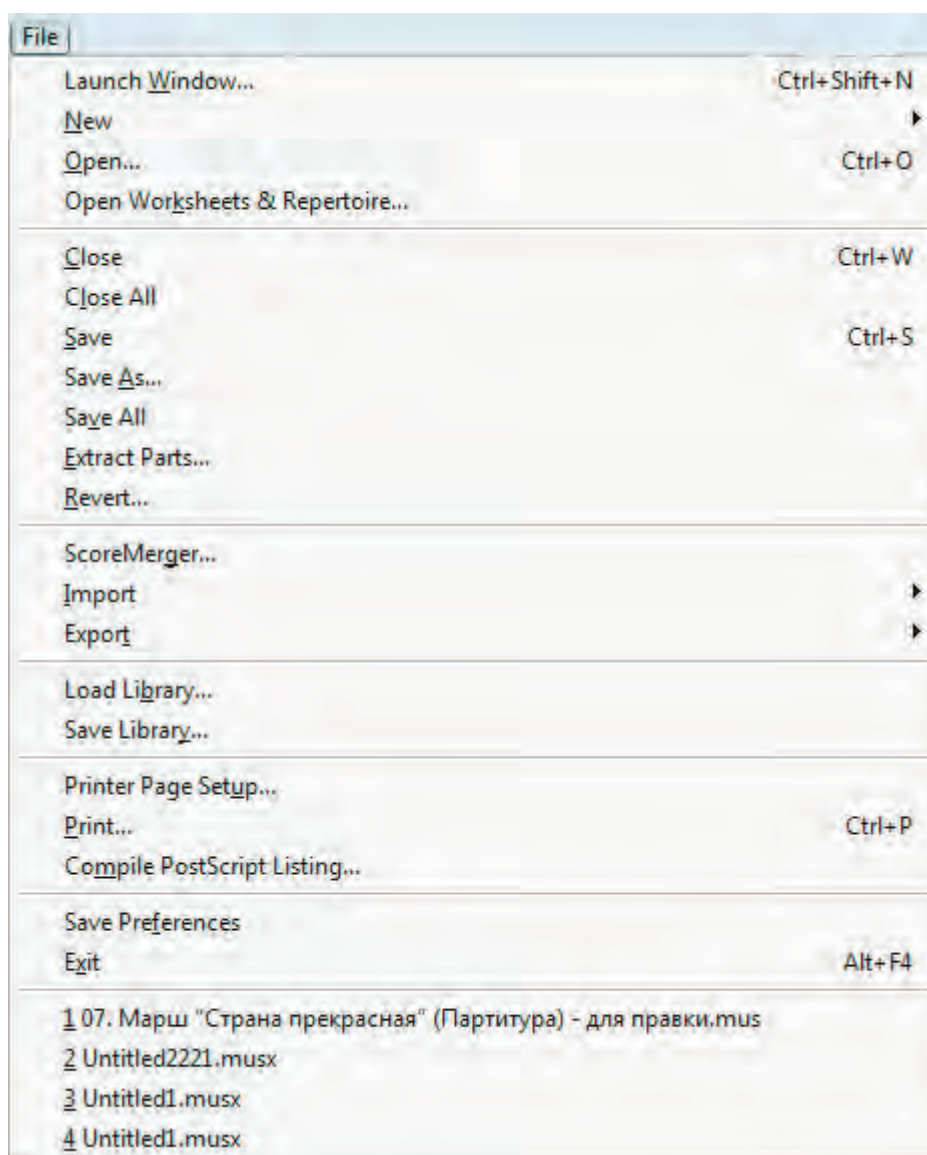 File
Launch Window... Ctrl+Shift+N
New
Open... Ctrl+O
Open Worksheets & Repertoire...
Close Ctrl+W
Close All
Save Ctrl+S
Save As...
Save All
Extract Parts...
Revert...
ScoreMerger...
Import
Export
Load Library...
Save Library...
Printer Page Setup...
Print... Ctrl+P
Compile PostScript Listing...
Save Preferences
Exit Alt+F4
1 07. Марш "Страна прекрасная" (Партитура) - для правки.mus
2 Untitled2221.musx
3 Untitled1.musx
4 Untitled1.musx